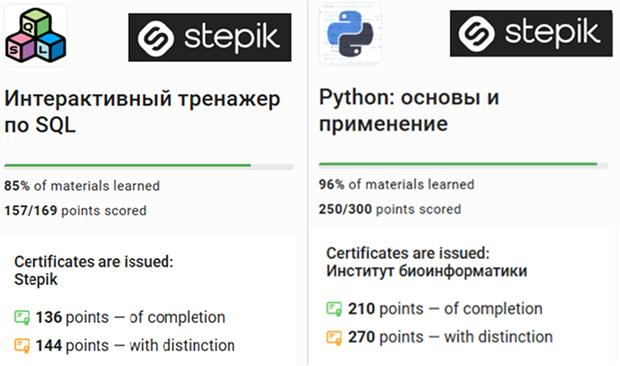 SQL
stepik
Интерактивный тренажер
по SQL
85% of materials learned
157/169 points scored
Certificates are issued:
Stepik
136 points — of completion
144 points — with distinction
stepik
Python: основы и
применение
96% of materials learned
250/300 points scored
Certificates are issued:
Институт биоинформатики
210 points — of completion
270 points — with distinction